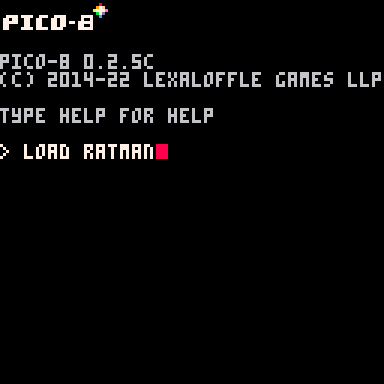 PICO-8
PICO-8 0.2.5C
(C) 2014-22 LEXALOFFLE GAMES LLP
TYPE HELP FOR HELP
> LOAD RATMAN